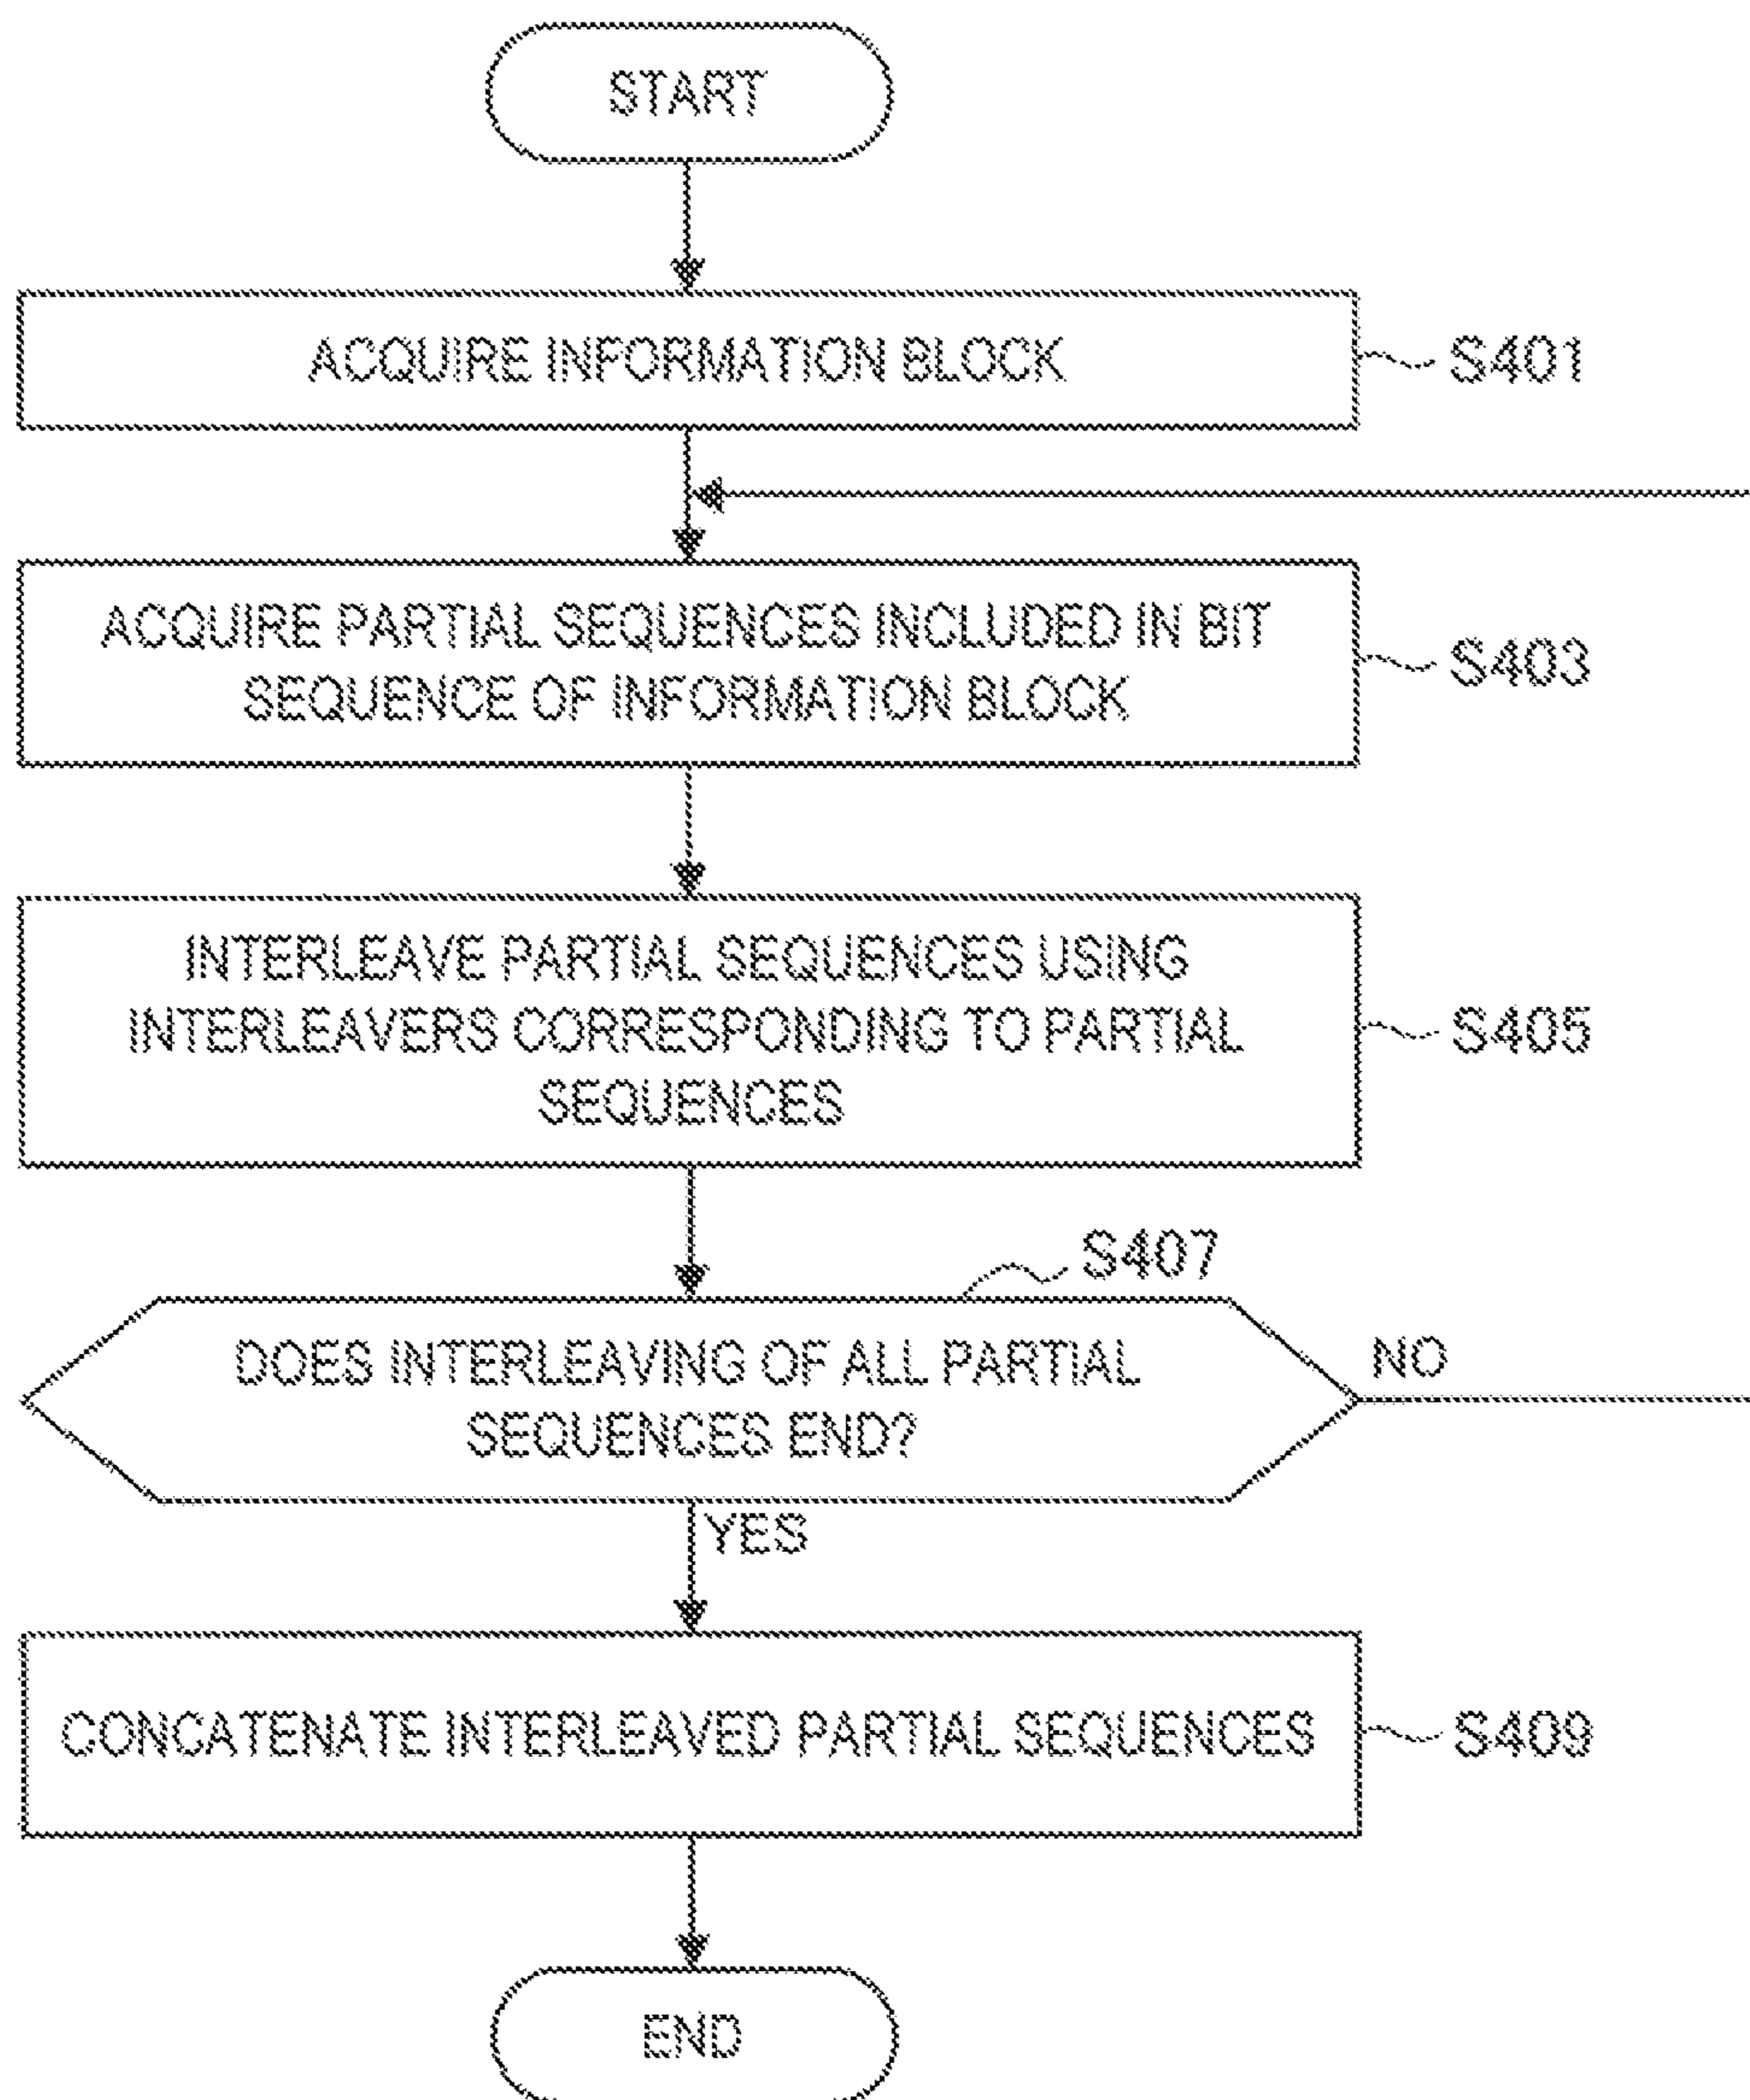 START
ACQUIRE INFORMATION BLOCK
S401
ACQUIRE PARTIAL SEQUENCES INCLUDED IN BIT
SEQUENCE OF INFORMATION BLOCK
S403
INTERLEAVE PARTIAL SEQUENCES USING
INTERLEAVERS CORRESPONDING TO PARTIAL
SEQUENCES
S405
S407
DOES INTERLEAVING OF ALL PARTIAL
SEQUENCES END?
NO
YES
CONCATENATE INTERLEAVED PARTIAL SEQUENCES
S409
END